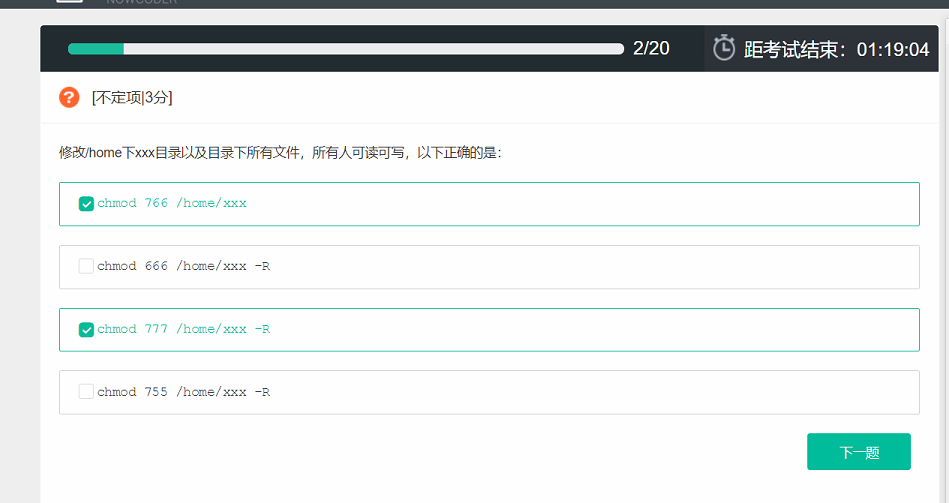 NOWCODER
2/20
距考试结束：01:19:04
[不定项|3分]
修改/home下xxx目录以及目录下所有文件，所有人可读可写，以下正确的是：
chmod 766 /home/xxx
chmod 666 /home/xxx -R
chmod 777 /home/xxx -R
chmod 755 /home/xxx -R
下一题